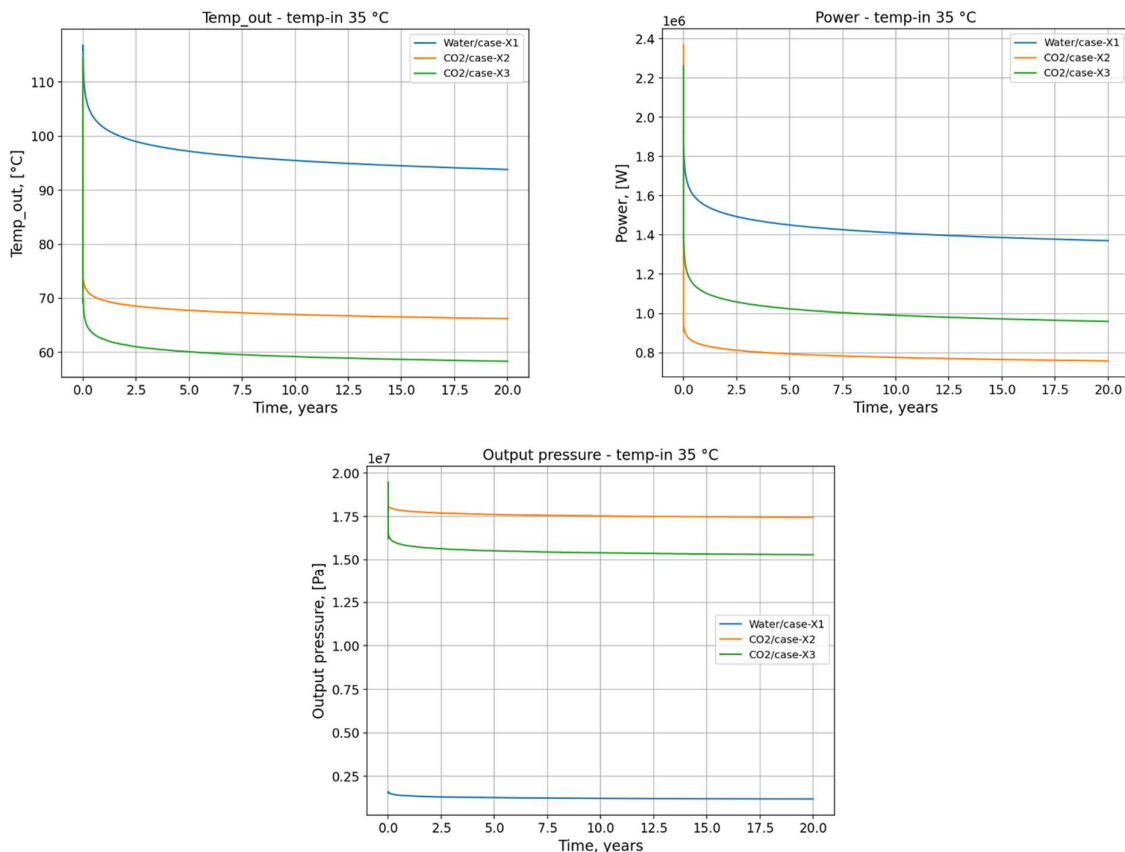 Temp_out - temp-in 35 °C
Temp_out, [°C]
110
100
90
80
70
60
Water/case-X1
CO2/case-X2
CO2/case-X3
0.0 2.5 5.0 7.5 10.0 12.5 15.0 17.5 20.0
Time, years
Power - temp-in 35 °C
1e6
Power, [W]
2.4
2.2
2.0
1.8
1.6
1.4
1.2
1.0
0.8
Water/case-X1
CO2/case-X2
CO2/case-X3
0.0 2.5 5.0 7.5 10.0 12.5 15.0 17.5 20.0
Time, years
Output pressure - temp-in 35 °C
1e7
Output pressure, [Pa]
2.00
1.75
1.50
1.25
1.00
0.75
0.50
0.25
Water/case-X1
CO2/case-X2
CO2/case-X3
0.0 2.5 5.0 7.5 10.0 12.5 15.0 17.5 20.0
Time, years